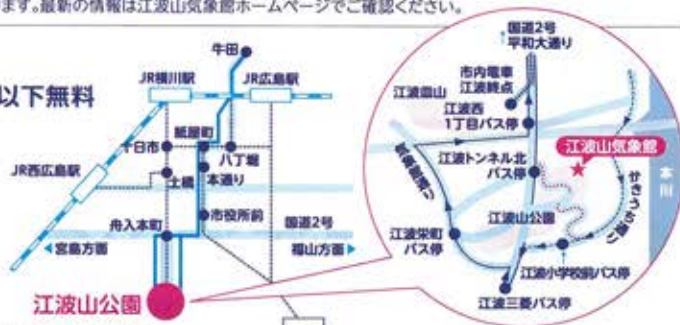 ます。最新の情報は江波山気象館ホームページでご確認ください。
以下無料
牛田
JR横川駅
JR広島駅
紙屋町
十日市
八丁堀
本通り
JR西広島駅
土橋
市役所前
舟入本町
国道2号
宮島方面
福山方面
江波山公園
国道2号
平和大通り
市内電車
江波終点
江波皿山
江波西
1丁目バス停
江波山気象館
江波トンネル北
バス停
本川
江波山公園
江波栄町
バス停
江波小学校前バス停
江波三菱バス停